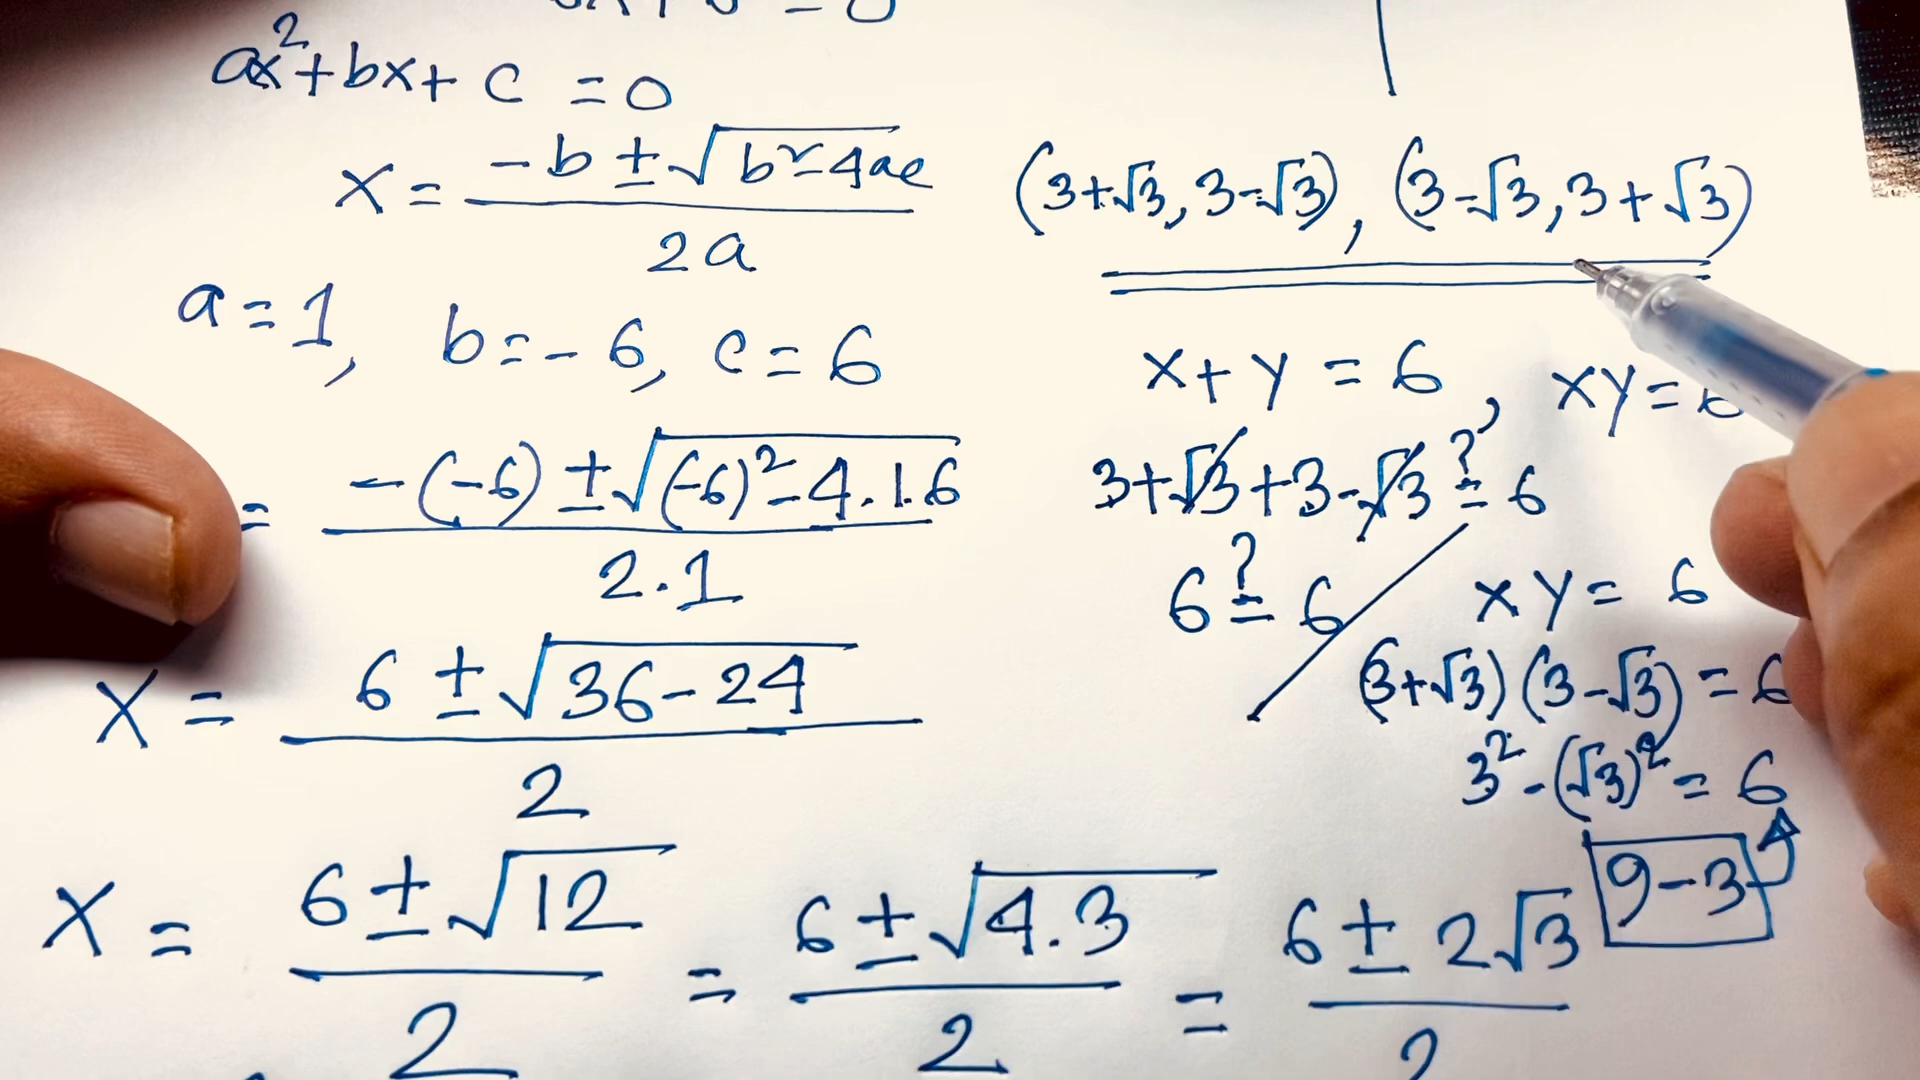 ax²+bx+c = 0
x = (-b ± √(b²-4ac))/(2a)
a = 1, b = -6, c = 6
= (-(-6) ± √((-6)²-4.1.6))/(2.1)
x = (6 ± √(36-24))/2
x = (6 ± √12)/2 = (6 ± √(4.3))/2 = (6 ± 2√3)/2
(3+√3, 3-√3), (3-√3, 3+√3)
x+y = 6, xy =
3+√3+3-√3 ≟ 6
6 ≟ 6
xy = 6
(3+√3)(3-√3) = 6
3²-(√3)² = 6
9-3